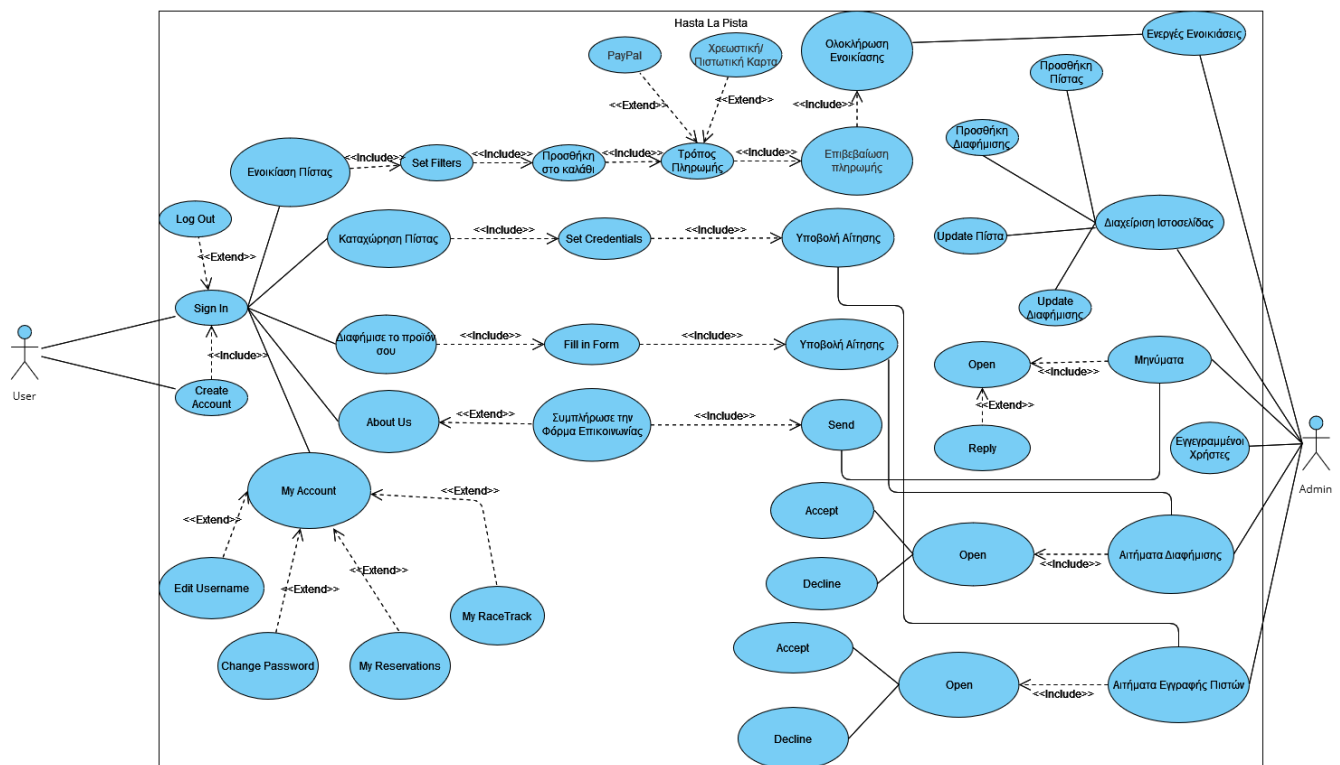 Hasta La Pista
PayPal
Χρεωστική/
Πιστωτική Καρτα
Ολοκλήρωση
Ενοικίασης
Ενεργές Ενοικιάσεις
<<Extend>>
<<Extend>>
<<Include>>
Ενοικίαση Πίστας
<<Include>>
Set Filters
<<Include>>
Προσθήκη
στο καλάθι
<<Include>>
Τρόπος
Πληρωμής
<<Include>>
Επιβεβαίωση
πληρωμής
Προσθήκη
Πίστας
Προσθήκη
Διαφήμισης
Update Πίστα
Update
Διαφήμισης
Διαχείριση Ιστοσελίδας
Log Out
<<Extend>>
Sign In
<<Include>>
Create
Account
User
Καταχώρηση Πίστας
<<Include>>
Set Credentials
<<Include>>
Υποβολή Αίτησης
Διαφήμισε το προϊόν
σου
<<Include>>
Fill in Form
<<Include>>
Υποβολή Αίτησης
About Us
<<Extend>>
Συμπλήρωσε την
Φόρμα Επικοινωνίας
<<Include>>
Send
Open
<<Include>>
Μηνύματα
<<Extend>>
Reply
Εγγεγραμμένοι
Χρήστες
Admin
My Account
<<Extend>>
<<Extend>>
<<Extend>>
<<Extend>>
Edit Username
Change Password
My Reservations
My RaceTrack
Accept
Decline
Open
<<Include>>
Αιτήματα Διαφήμισης
Accept
Decline
Open
<<Include>>
Αιτήματα Εγγραφής Πιστών